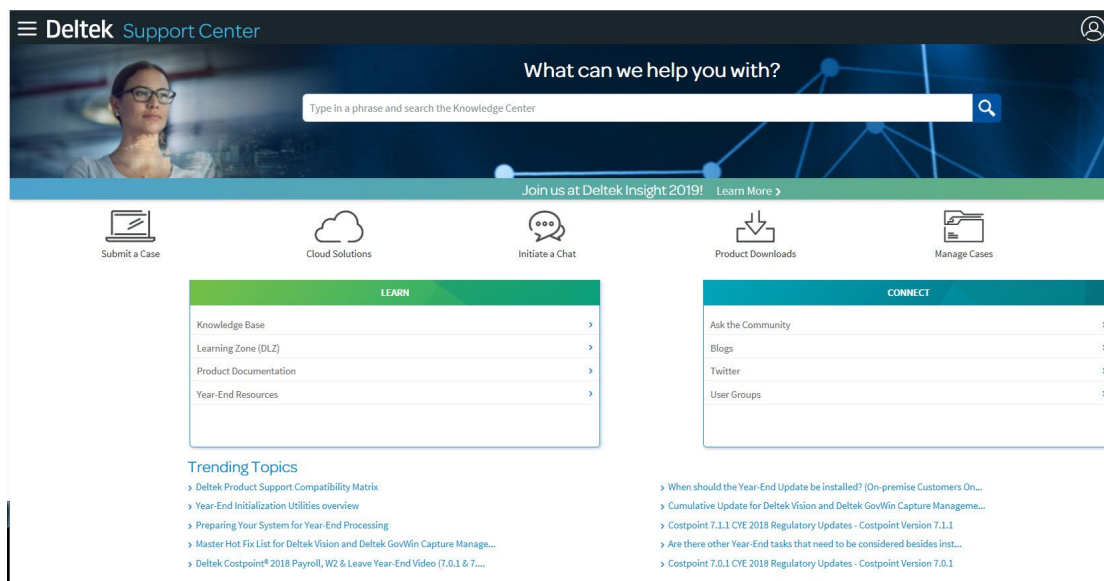 Deltek Support Center
What can we help you with?
Type in a phrase and search the Knowledge Center
Join us at Deltek Insight 2019! Learn More ›
Submit a Case
Cloud Solutions
Initiate a Chat
Product Downloads
Manage Cases
LEARN
Knowledge Base
Learning Zone (DLZ)
Product Documentation
Year-End Resources
CONNECT
Ask the Community
Blogs
Twitter
User Groups
Trending Topics
› Deltek Product Support Compatibility Matrix
› Year-End Initialization Utilities overview
› Preparing Your System for Year-End Processing
› Master Hot Fix List for Deltek Vision and Deltek GovWin Capture Manage...
› Deltek Costpoint® 2018 Payroll, W2 & Leave Year-End Video (7.0.1 & 7....
› When should the Year-End Update be installed? (On-premise Customers On...
› Cumulative Update for Deltek Vision and Deltek GovWin Capture Manageme...
› Costpoint 7.1.1 CYE 2018 Regulatory Updates - Costpoint Version 7.1.1
› Are there other Year-End tasks that need to be considered besides inst...
› Costpoint 7.0.1 CYE 2018 Regulatory Updates - Costpoint Version 7.0.1